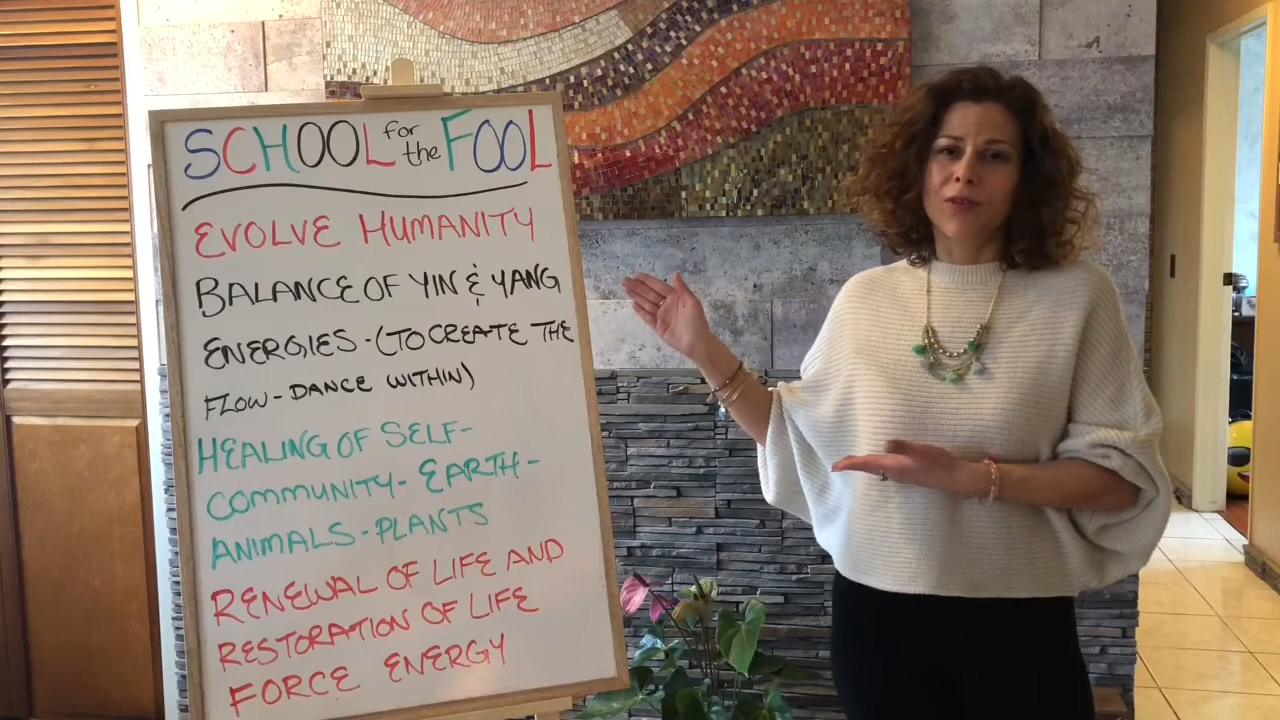 SCHOOL for the FOOL
EVOLVE HUMANITY
BALANCE OF YIN & YANG
ENERGIES - (TO CREATE THE
FLOW - DANCE WITHIN)
HEALING OF SELF -
COMMUNITY - EARTH -
ANIMALS - PLANTS
RENEWAL OF LIFE AND
RESTORATION OF LIFE
FORCE ENERGY